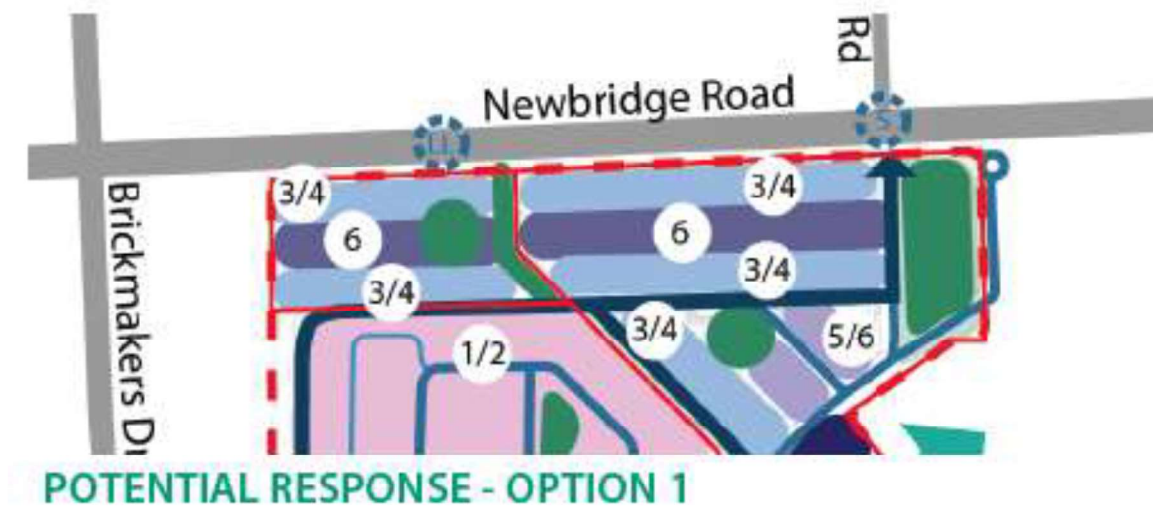 Rd
Newbridge Road
S
3/4
3/4
6
6
3/4
3/4
3/4
5/6
1/2
Brickmakers
POTENTIAL RESPONSE - OPTION 1